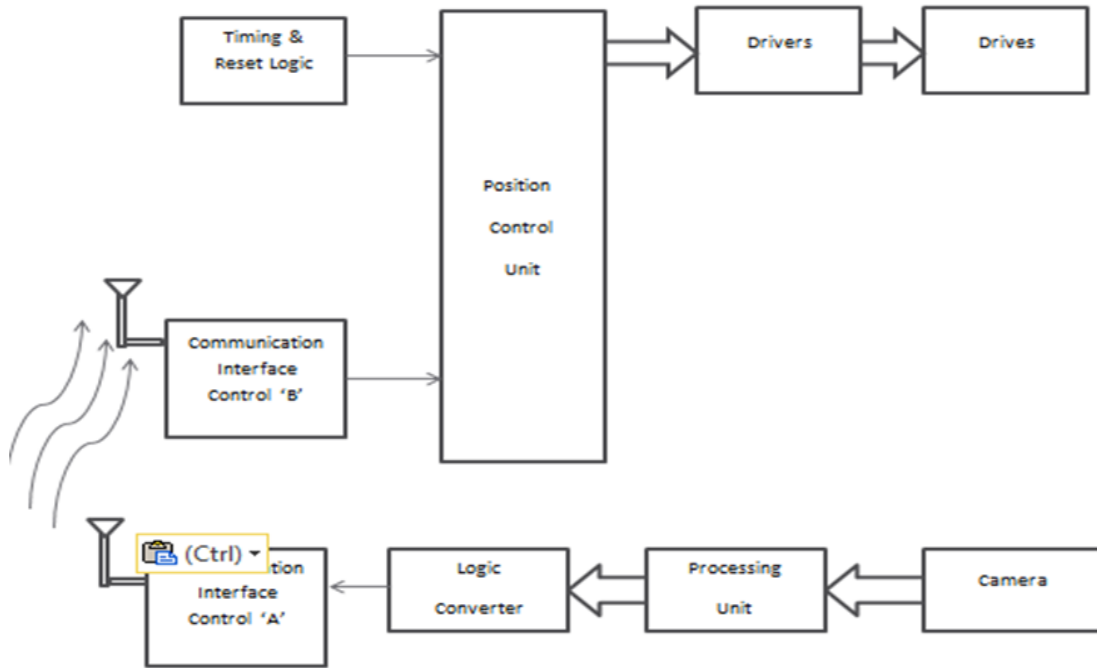 Timing &
Reset Logic
Drivers
Drives
Position
Control
Unit
Communication
Interface
Control ‘B’
(Ctrl)
Interface
Control ‘A’
Logic
Converter
Processing
Unit
Camera